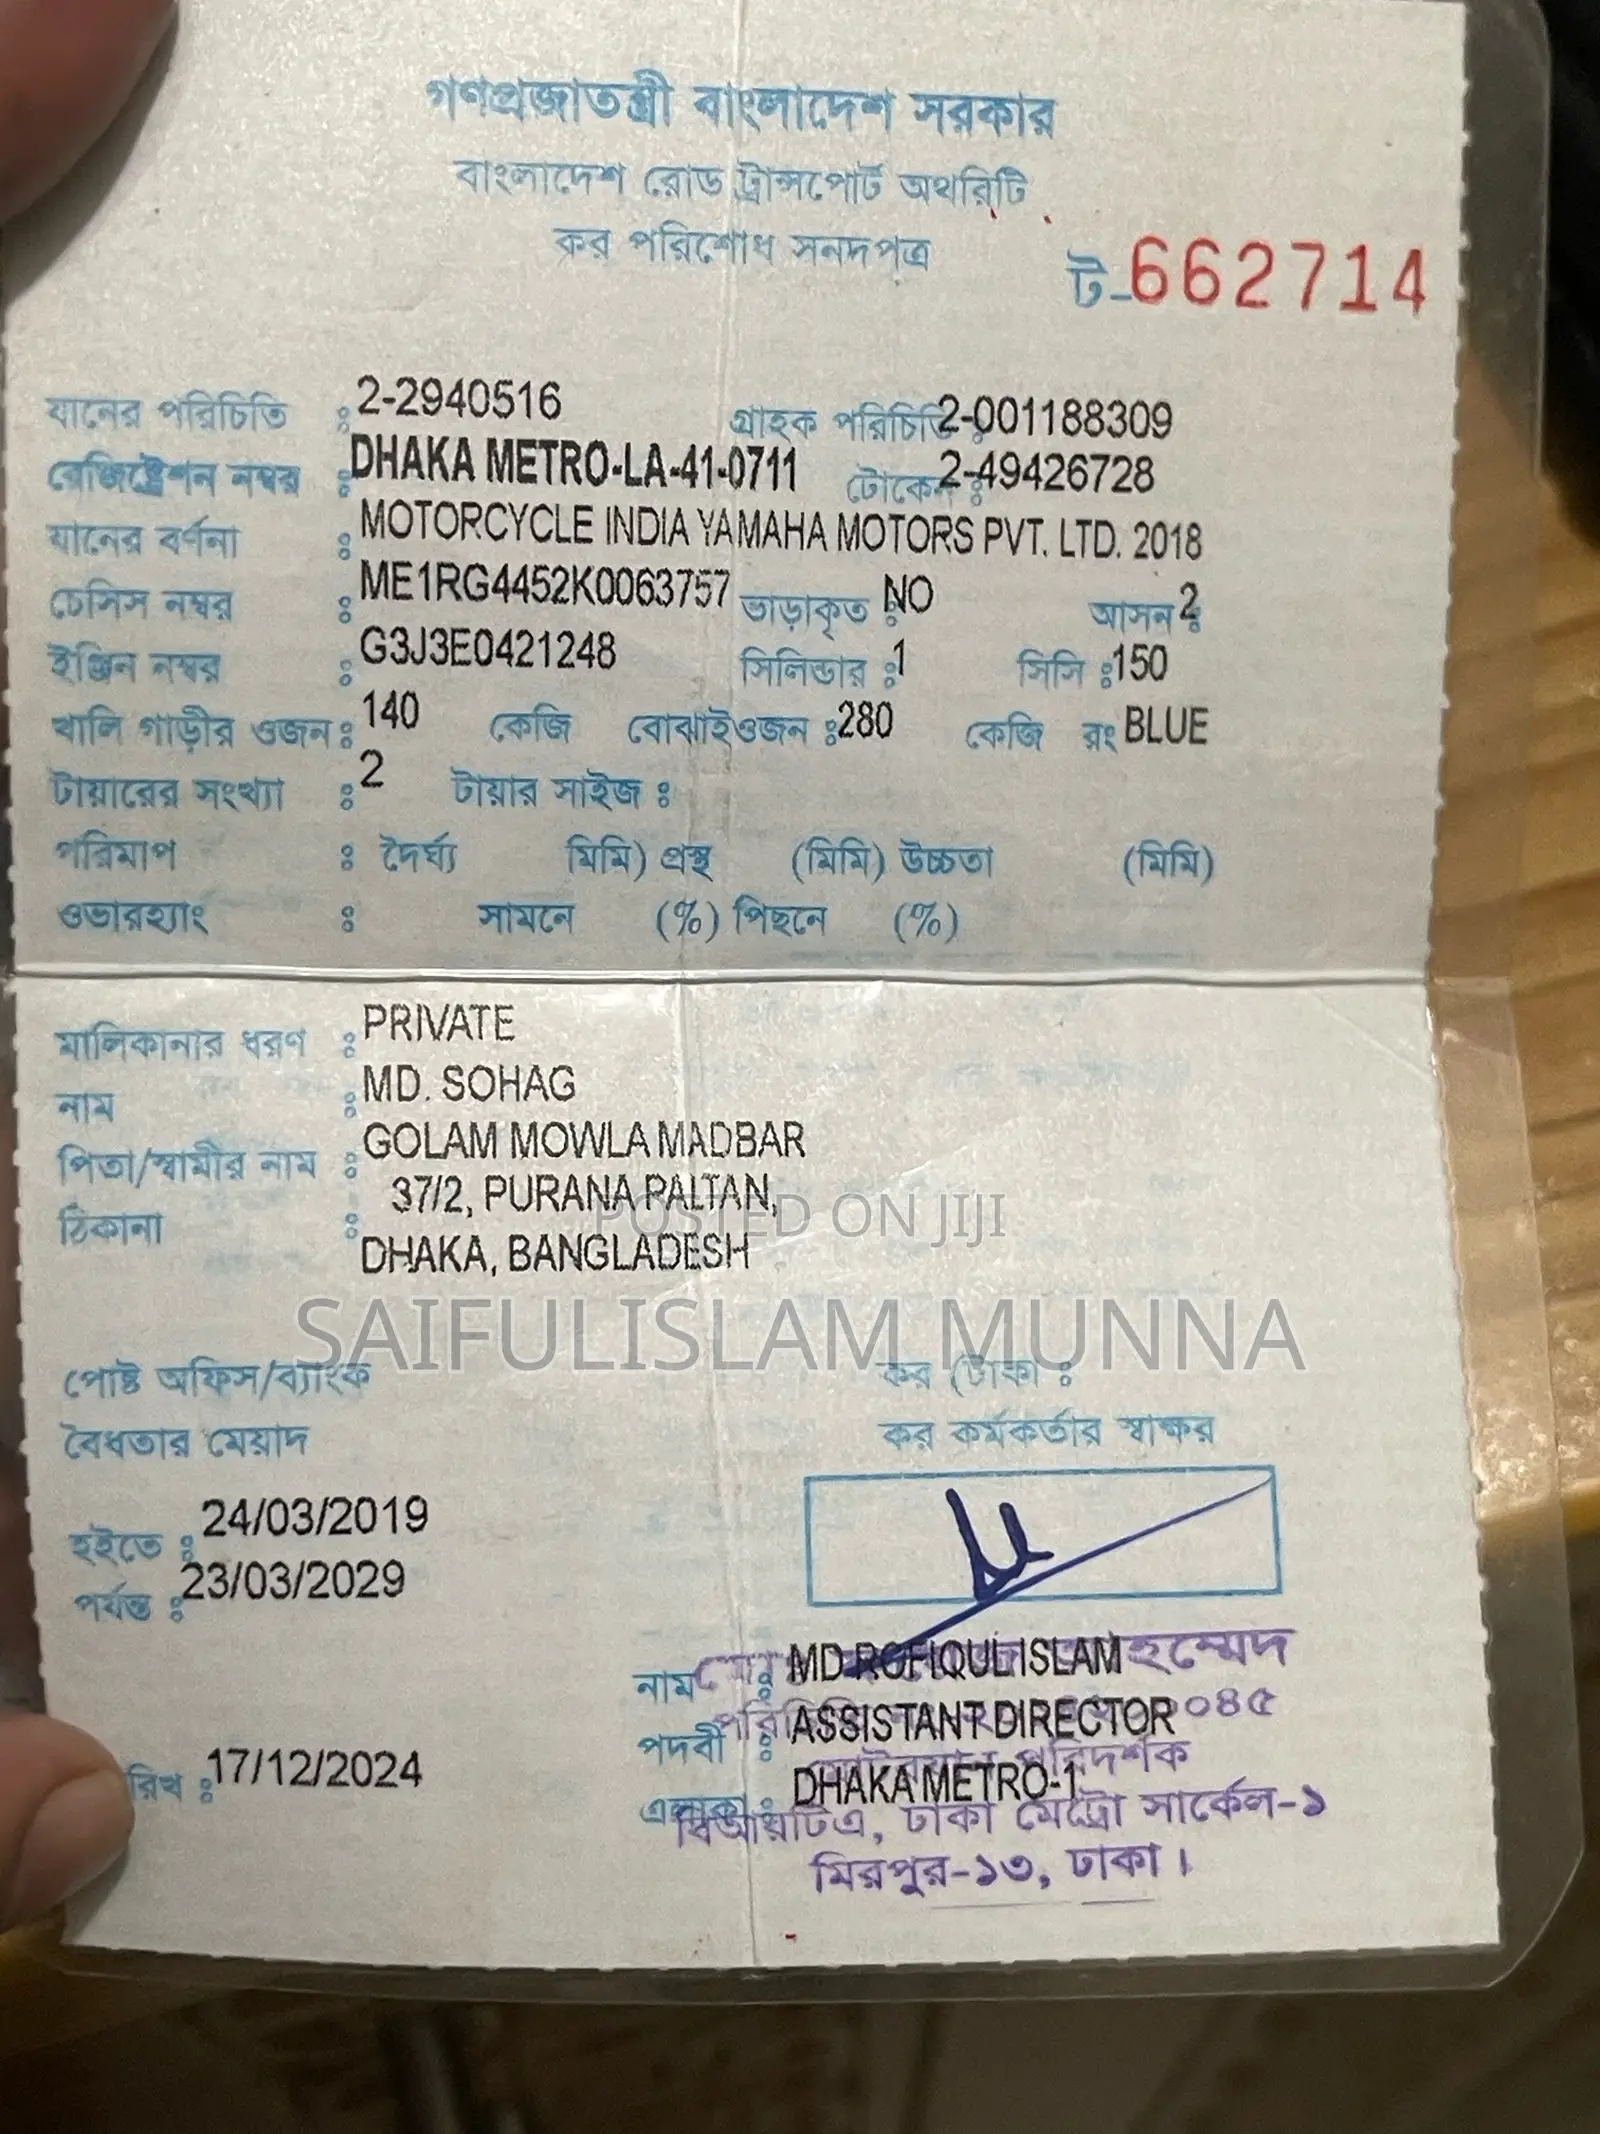 গণপ্রজাতন্ত্রী বাংলাদেশ সরকার
বাংলাদেশ রোড ট্রান্সপোর্ট অথরিটি
কর পরিশোধ সনদপত্র
ট-662714
যানের পরিচিতি : 2-2940516 গ্রাহক পরিচিতি : 2-001188309
রেজিষ্ট্রেশন নম্বর : DHAKA METRO-LA-41-0711 টোকেন : 2-49426728
যানের বর্ণনা : MOTORCYCLE INDIA YAMAHA MOTORS PVT. LTD. 2018
চেসিস নম্বর : ME1RG4452K0063757 ভাড়াকৃত : NO আসন : 2
ইঞ্জিন নম্বর : G3J3E0421248 সিলিন্ডার : 1 সিসি : 150
খালি গাড়ীর ওজন : 140 কেজি বোঝাইওজন : 280 কেজি রং BLUE
টায়ারের সংখ্যা : 2 টায়ার সাইজ :
পরিমাপ : দৈর্ঘ্য মিমি) প্রস্থ (মিমি) উচ্চতা (মিমি)
ওভারহ্যাং : সামনে (%) পিছনে (%)
মালিকানার ধরণ : PRIVATE
নাম : MD. SOHAG
পিতা/স্বামীর নাম : GOLAM MOWLA MADBAR
ঠিকানা : 37/2, PURANA PALTAN,
DHAKA, BANGLADESH
POSTED ON JIJI
SAIFULISLAM MUNNA
পোষ্ট অফিস/ব্যাংক কর (টাকা) :
বৈধতার মেয়াদ কর কর্মকর্তার স্বাক্ষর
হইতে : 24/03/2019
পর্যন্ত : 23/03/2029
নাম : MD ROFIQUL ISLAM
পদবী : ASSISTANT DIRECTOR
এলাকা : DHAKA METRO-1
রিখ : 17/12/2024
হম্মেদ
০৪৫
পরিদর্শক
বিআরটিএ, ঢাকা মেট্রো সার্কেল-১
মিরপুর-১৩, ঢাকা।